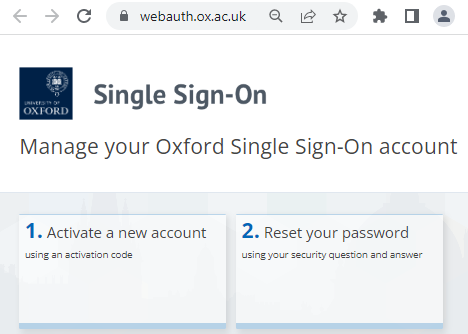 webauth.ox.ac.uk
UNIVERSITY OF
OXFORD
Single Sign-On
Manage your Oxford Single Sign-On account
1. Activate a new account
using an activation code
2. Reset your password
using your security question and answer